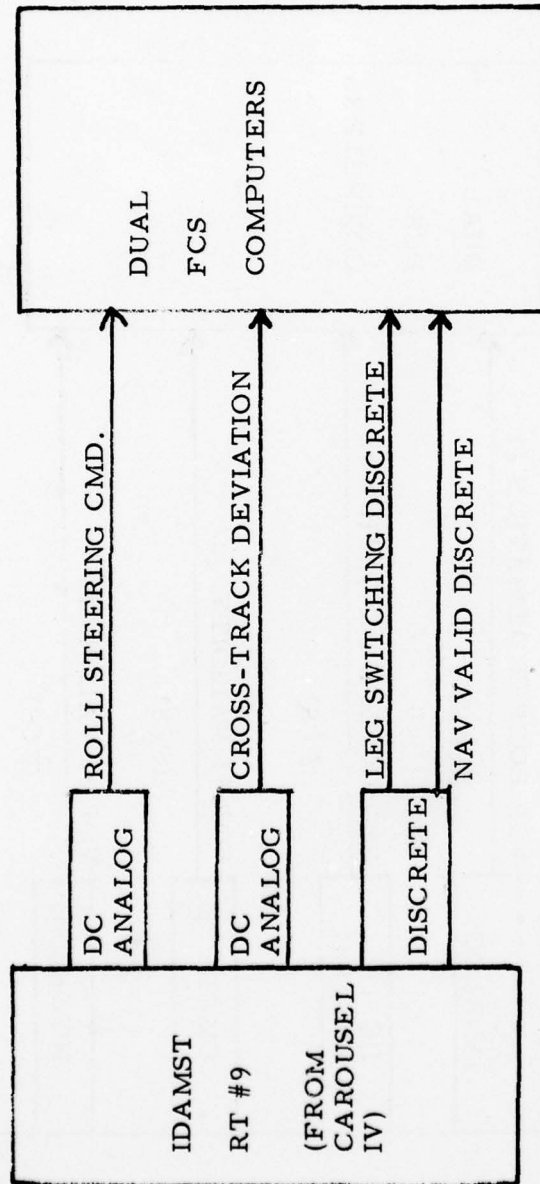 IDAMST
RT #9
(FROM
CAROUSEL
IV)
DC
ANALOG
DC
ANALOG
DISCRETE
ROLL STEERING CMD.
CROSS-TRACK DEVIATION
LEG SWITCHING DISCRETE
NAV VALID DISCRETE
DUAL
FCS
COMPUTERS